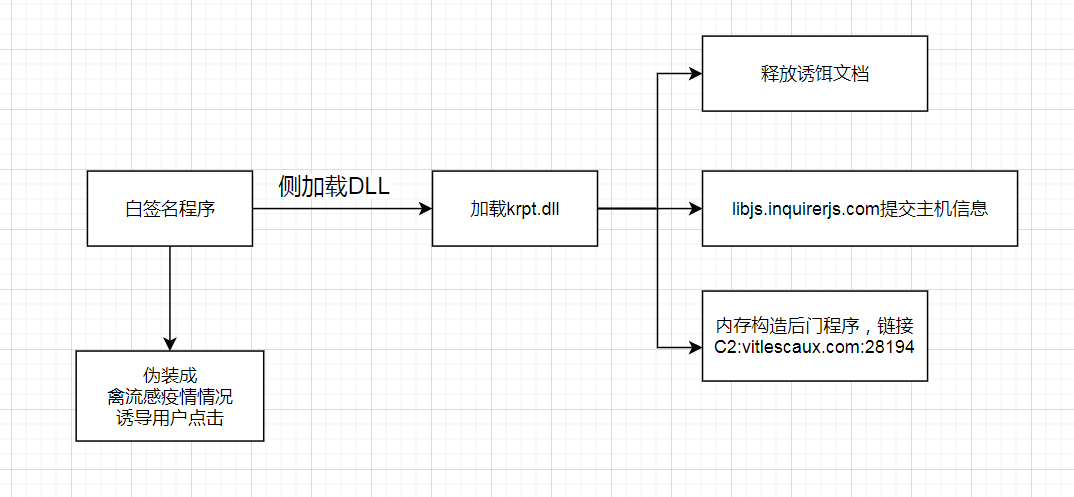 释放诱饵文档
侧加载DLL
白签名程序
加载krpt.dll
libjs.inquirerjs.com提交主机信息
内存构造后门程序，链接
C2:vitlescaux.com:28194
伪装成
禽流感疫情情况
诱导用户点击